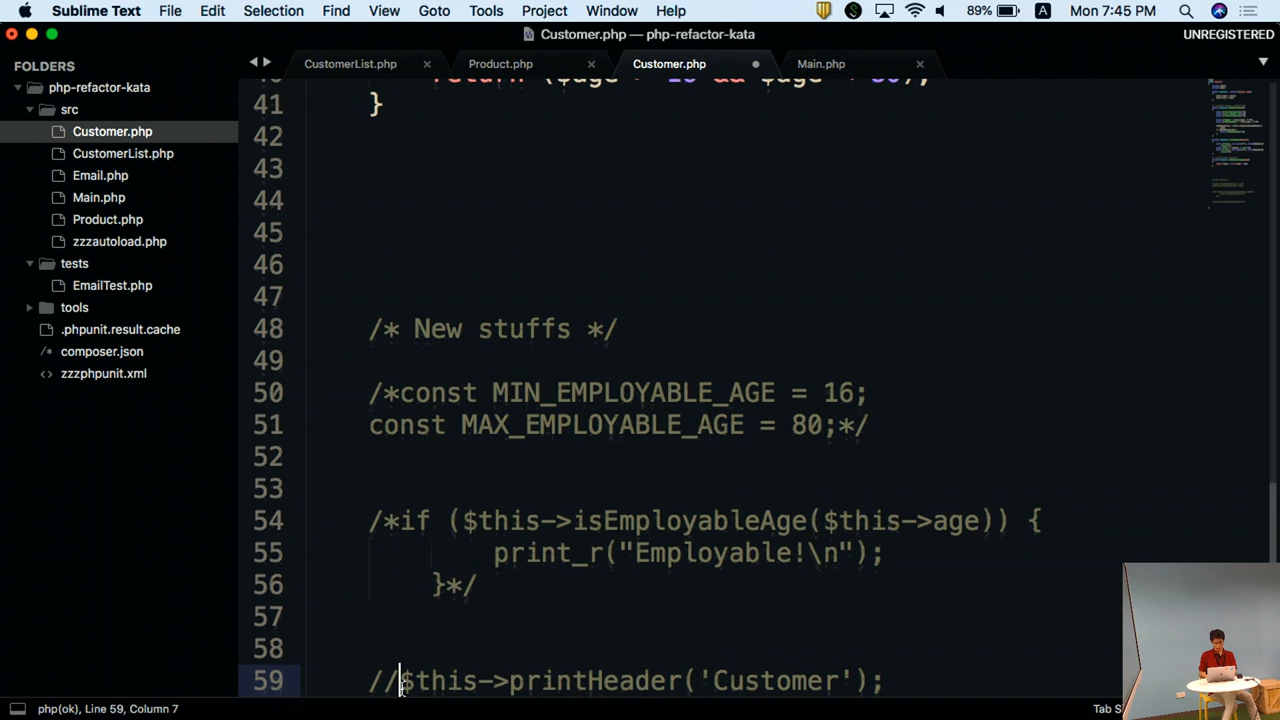 Sublime Text File Edit Selection Find View Goto Tools Project Window Help 89% A Mon 7:45 PM
Customer.php — php-refactor-kata UNREGISTERED
FOLDERS CustomerList.php Product.php Customer.php Main.php
php-refactor-kata
src
Customer.php
CustomerList.php
Email.php
Main.php
Product.php
zzzautoload.php
tests
EmailTest.php
tools
.phpunit.result.cache
composer.json
zzzphpunit.xml
41 }
42
43
44
45
46
47
48 /* New stuffs */
49
50 /*const MIN_EMPLOYABLE_AGE = 16;
51 const MAX_EMPLOYABLE_AGE = 80;*/
52
53
54 /*if ($this->isEmployableAge($this->age)) {
55 print_r("Employable!\n");
56 }*/
57
58
59 //$this->printHeader('Customer');
php(ok), Line 59, Column 7 Tab